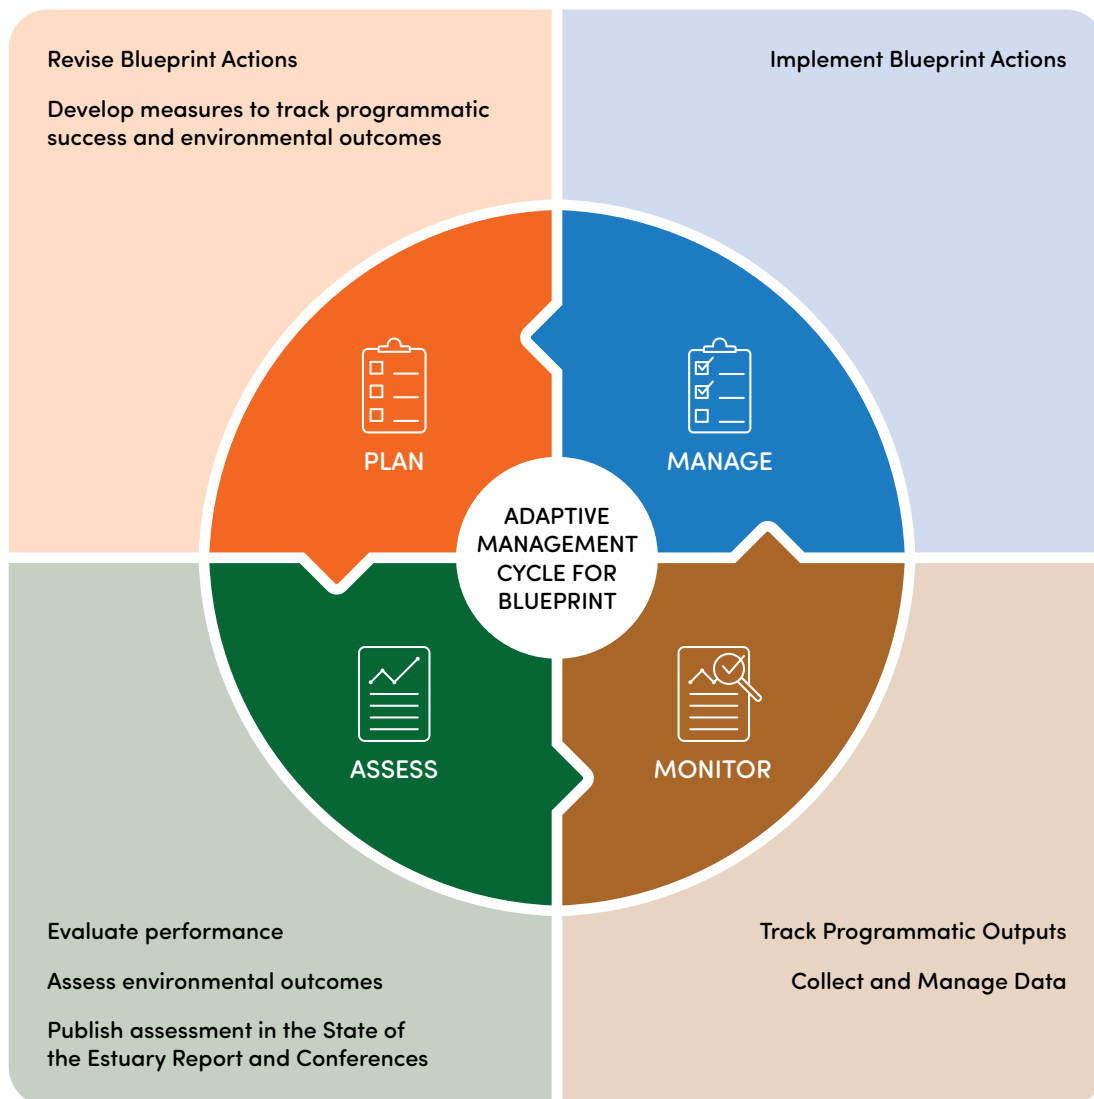 Revise Blueprint Actions
Develop measures to track programmatic
success and environmental outcomes
Implement Blueprint Actions
PLAN
MANAGE
ADAPTIVE
MANAGEMENT
CYCLE FOR
BLUEPRINT
ASSESS
MONITOR
Evaluate performance
Assess environmental outcomes
Publish assessment in the State of
the Estuary Report and Conferences
Track Programmatic Outputs
Collect and Manage Data